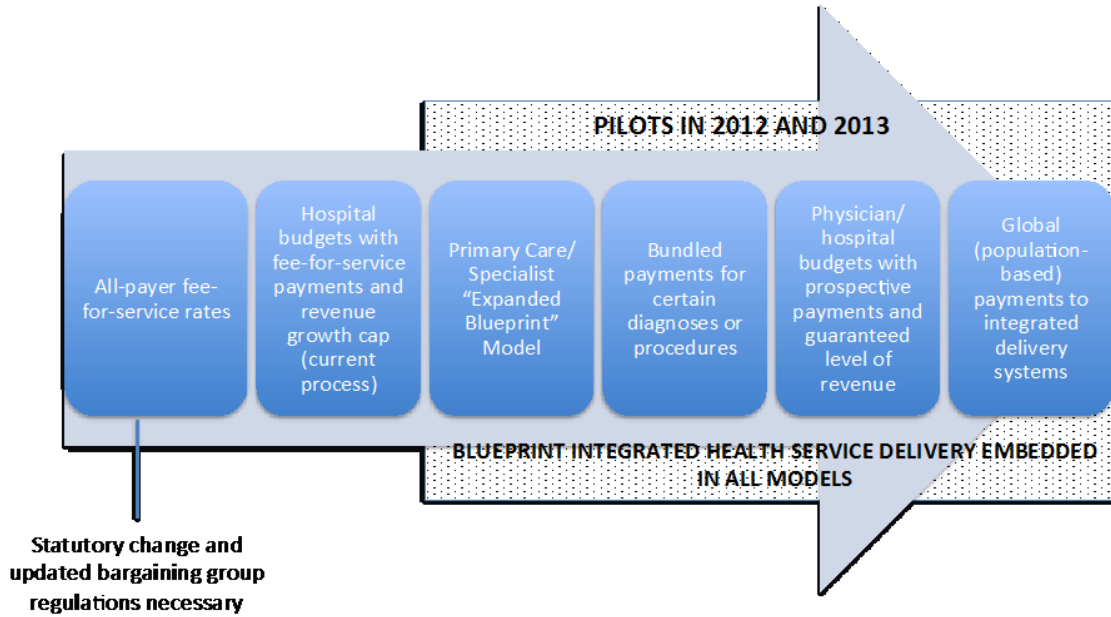 PILOTS IN 2012 AND 2013
All-payer fee-
for-service rates
Hospital
budgets with
fee-for-service
payments and
revenue
growth cap
(current
process)
Primary Care/
Specialist
“Expanded
Blueprint”
Model
Bundled
payments for
certain
diagnoses or
procedures
Physician/
hospital
budgets with
prospective
payments and
guaranteed
level of
revenue
Global
(population-
based)
payments to
integrated
delivery
systems
BLUEPRINT INTEGRATED HEALTH SERVICE DELIVERY EMBEDDED
IN ALL MODELS
Statutory change and
updated bargaining group
regulations necessary